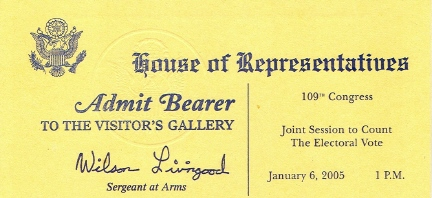 House of Representatives
Admit Bearer
TO THE VISITOR'S GALLERY
Wilson Livingood
Sergeant at Arms
109TH Congress
Joint Session to Count
The Electoral Vote
January 6, 2005 1 P.M.